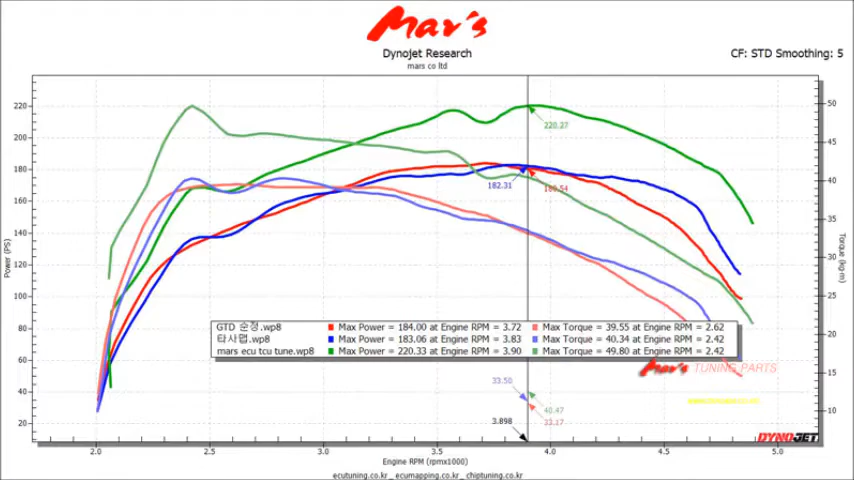 Mar's
Dynojet Research
mars co ltd
CF: STD Smoothing: 5
220
200
180
160
140
120
100
80
60
40
20
Power (PS)
50
45
40
35
30
25
20
15
10
Torque (kg-m)
220.27
182.31
180.54
GTD 순정.wp8 Max Power = 184.00 at Engine RPM = 3.72 Max Torque = 39.55 at Engine RPM = 2.62
타사맵.wp8 Max Power = 183.06 at Engine RPM = 3.83 Max Torque = 40.34 at Engine RPM = 2.42
mars ecu tcu tune.wp8 Max Power = 220.33 at Engine RPM = 3.90 Max Torque = 49.80 at Engine RPM = 2.42
Mar's TUNING PARTS
33.50
40.47
33.17
3.898
DYNOJET
2.0 2.5 3.0 3.5 4.0 4.5 5.0
Engine RPM (rpmx1000)
ecutuning.co.kr _ ecumapping.co.kr _ chiptuning.co.kr